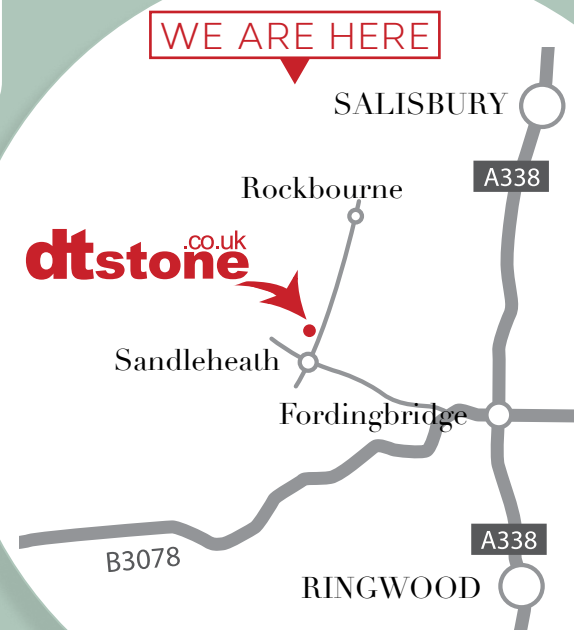 WE ARE HERE
SALISBURY
A338
Rockbourne
dtstone.co.uk
Sandleheath
Fordingbridge
A338
B3078
RINGWOOD